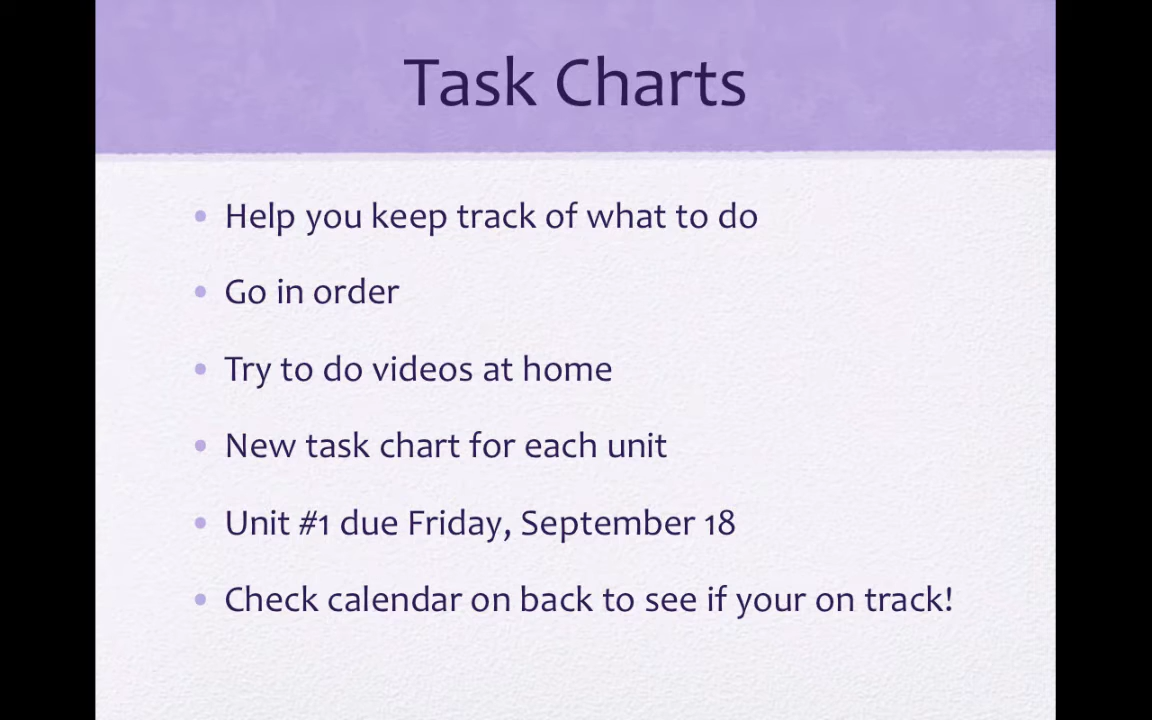 Task Charts
• Help you keep track of what to do
• Go in order
• Try to do videos at home
• New task chart for each unit
• Unit #1 due Friday, September 18
• Check calendar on back to see if your on track!